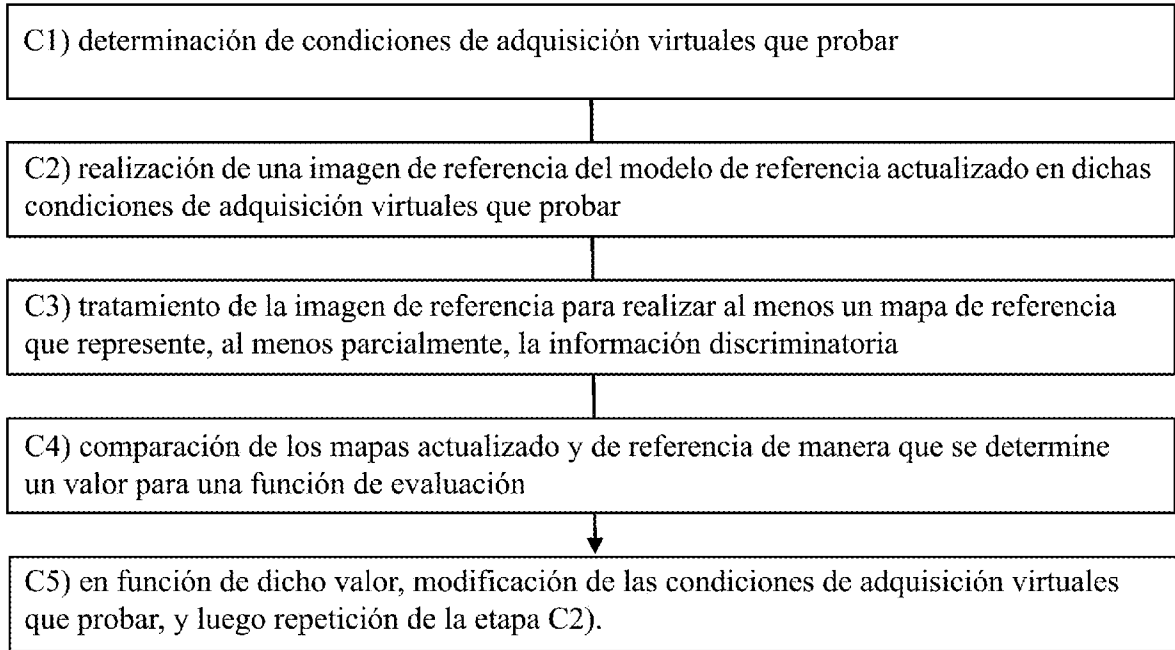 C1) determinación de condiciones de adquisición virtuales que probar
C2) realización de una imagen de referencia del modelo de referencia actualizado en dichas
condiciones de adquisición virtuales que probar
C3) tratamiento de la imagen de referencia para realizar al menos un mapa de referencia
que represente, al menos parcialmente, la información discriminatoria
C4) comparación de los mapas actualizado y de referencia de manera que se determine
un valor para una función de evaluación
C5) en función de dicho valor, modificación de las condiciones de adquisición virtuales
que probar, y luego repetición de la etapa C2).